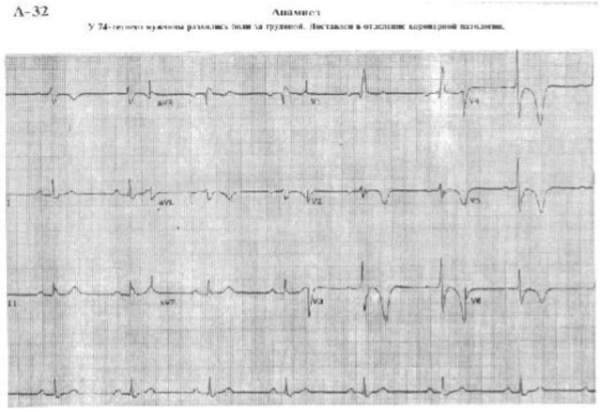 А-32
Анамнез
У 74-летнего мужчины развились боли за грудиной. Доставлен в отделение коронарной патологии.
aVR
V1
V4
I
aVL
V2
V5
II
aVF
V3
V6